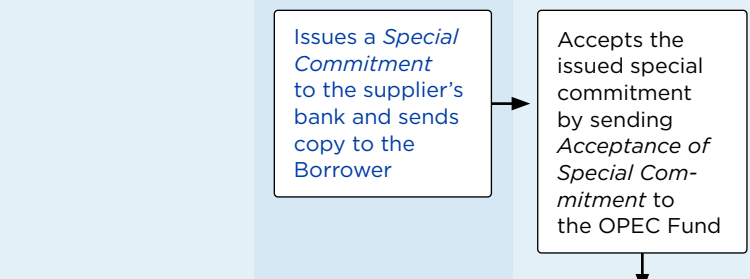 Issues a Special
Commitment
to the supplier's
bank and sends
copy to the
Borrower
Accepts the
issued special
commitment
by sending
Acceptance of
Special Com-
mitment to
the OPEC Fund